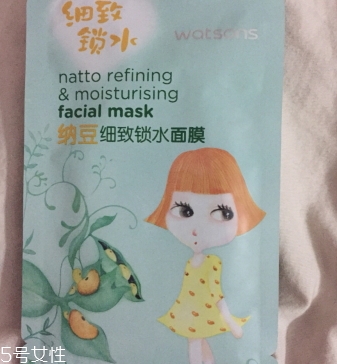 细致
锁水
watsons
natto refining
& moisturising
facial mask
纳豆细致锁水面膜
5号女性